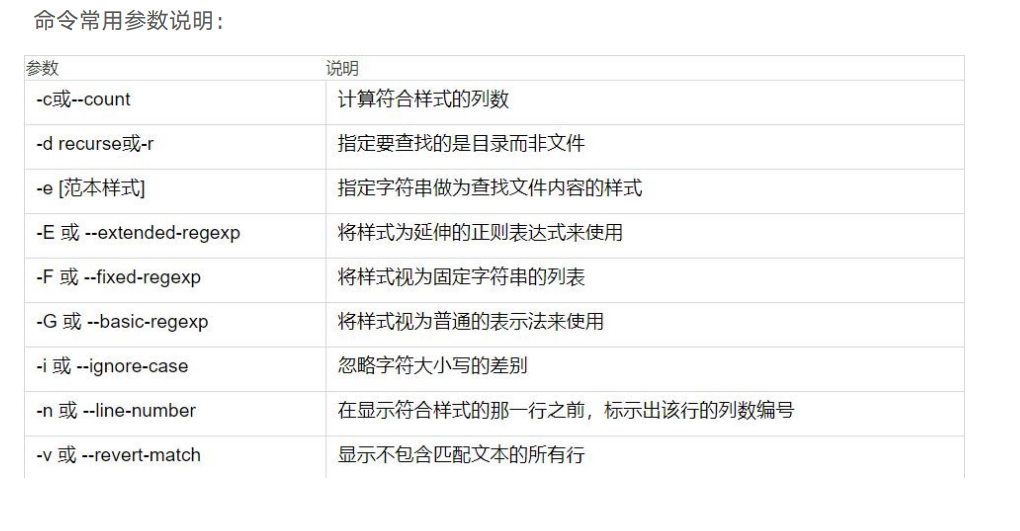 命令常用参数说明：
参数 说明
-c或--count 计算符合样式的列数
-d recurse或-r 指定要查找的是目录而非文件
-e [范本样式] 指定字符串做为查找文件内容的样式
-E 或 --extended-regexp 将样式为延伸的正则表达式来使用
-F 或 --fixed-regexp 将样式视为固定字符串的列表
-G 或 --basic-regexp 将样式视为普通的表示法来使用
-i 或 --ignore-case 忽略字符大小写的差别
-n 或 --line-number 在显示符合样式的那一行之前，标示出该行的列数编号
-v 或 --revert-match 显示不包含匹配文本的所有行